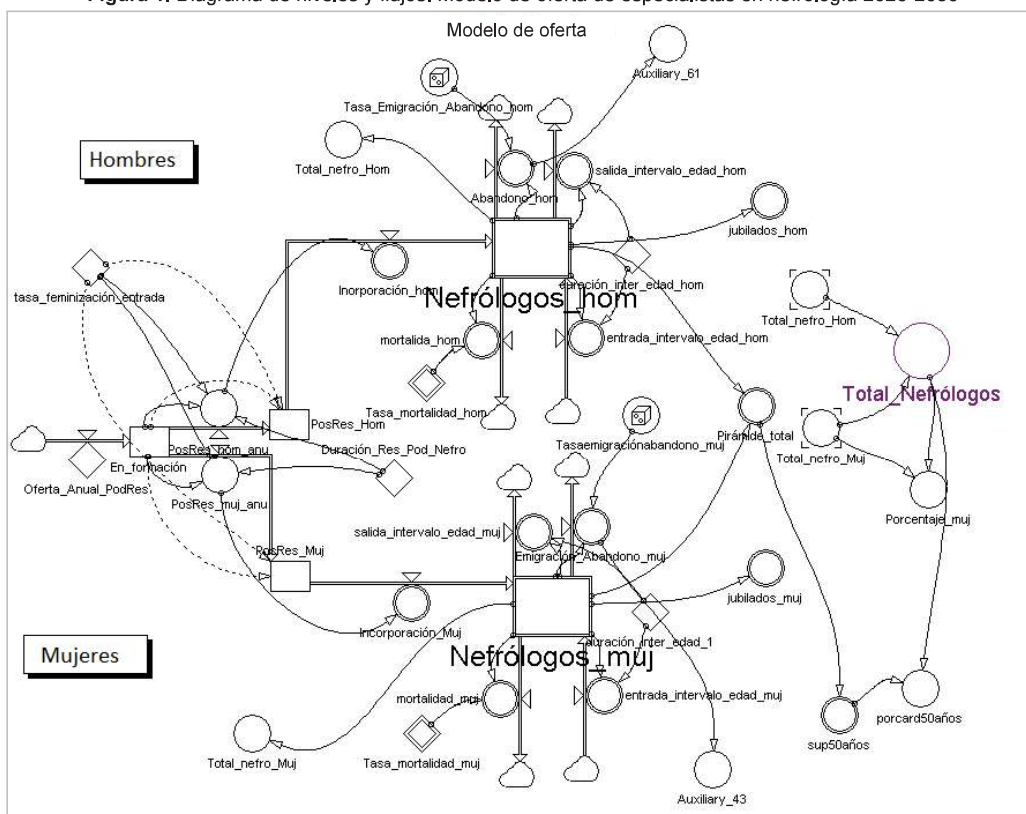 Figura 1. Diagrama de niveles y flujos. Modelo de oferta de especialistas en nefrología 2020-2030
Modelo de oferta
Auxiliary_61
Tasa_Emigración_Abandono_hom
Hombres
Total_nefro_Hom
salida_intervalo_edad_hom
Abandono_hom
jubilados_hom
tasa_feminización_entrada
Inorporación_hom
duración_inter_edad_hom
Nefrólogos_hom
Total_nefro_Hom
mortalida_hom
entrada_intervalo_edad_hom
Tasa_mortalidad_hom
Total_Nefrólogos
PosRes_Hom
Pirámide_total
PosRes_hom_anu
Duración_Res_Pod_Nefro
Tasaemigraciónabandono_muj
Total_nefro_Muj
En_formación
Oferta_Anual_PodRes
PosRes_muj_anu
Porcentaje_muj
salida_intervalo_edad_muj
Emigración_Abandono_muj
PosRes_Muj
jubilados_muj
Incorporación_Muj
duración_inter_edad_1
Mujeres
Nefrólogos_muj
mortalidad_muj
entrada_intervalo_edad_muj
porcard50años
sup50años
Total_nefro_Muj
Tasa_mortalidad_muj
Auxiliary_43